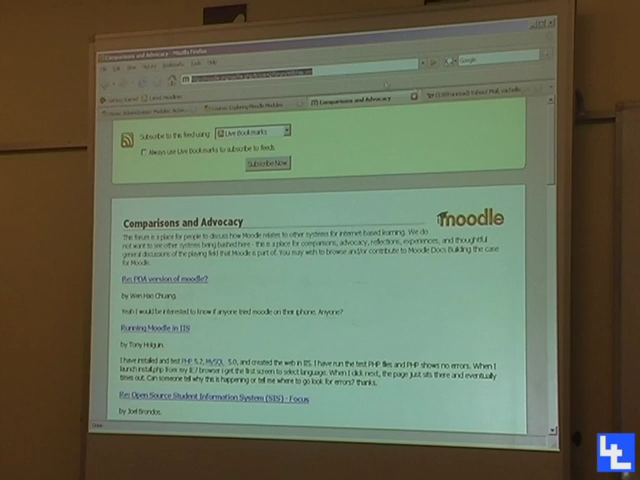 Comparisons and Advocacy - Mozilla Firefox
Bookmarks Tools Help
Google
Getting Started Latest Headlines
Comparisons and Advocacy
Subscribe to this feed using Live Bookmarks
Always use Live Bookmarks to subscribe to feeds.
Subscribe Now
Comparisons and Advocacy
moodle
This forum is a place for people to discuss how Moodle relates to other systems for internet-based learning. We do
not want to see other systems being bashed here - this is a place for comparisons, advocacy, reflections, experiences, and thoughtful
general discussions of the playing field that Moodle is part of. You may wish to browse and/or contribute to Moodle Docs Building the case
for Moodle.
Re: PDA version of moodle?
by Wen Hao Chuang.
Yeah I would be interested to know if anyone tried moodle on their iphone. Anyone?
Running Moodle in IIS
by Tony Holguin.
I have installed and test PHP 5.2, MySQL 5.0, and created the web in IIS. I have run the test PHP files and PHP shows no errors. When I
launch install.php from my IE7 browser i get the first screen to select language. When I click next, the page just sits there and eventually
times out. Can someone tell why this is happening or tell me where to go look for errors? thanks.
Re: Open Source Student Information System (SIS) - Focus
by Joel Brondos.
Done